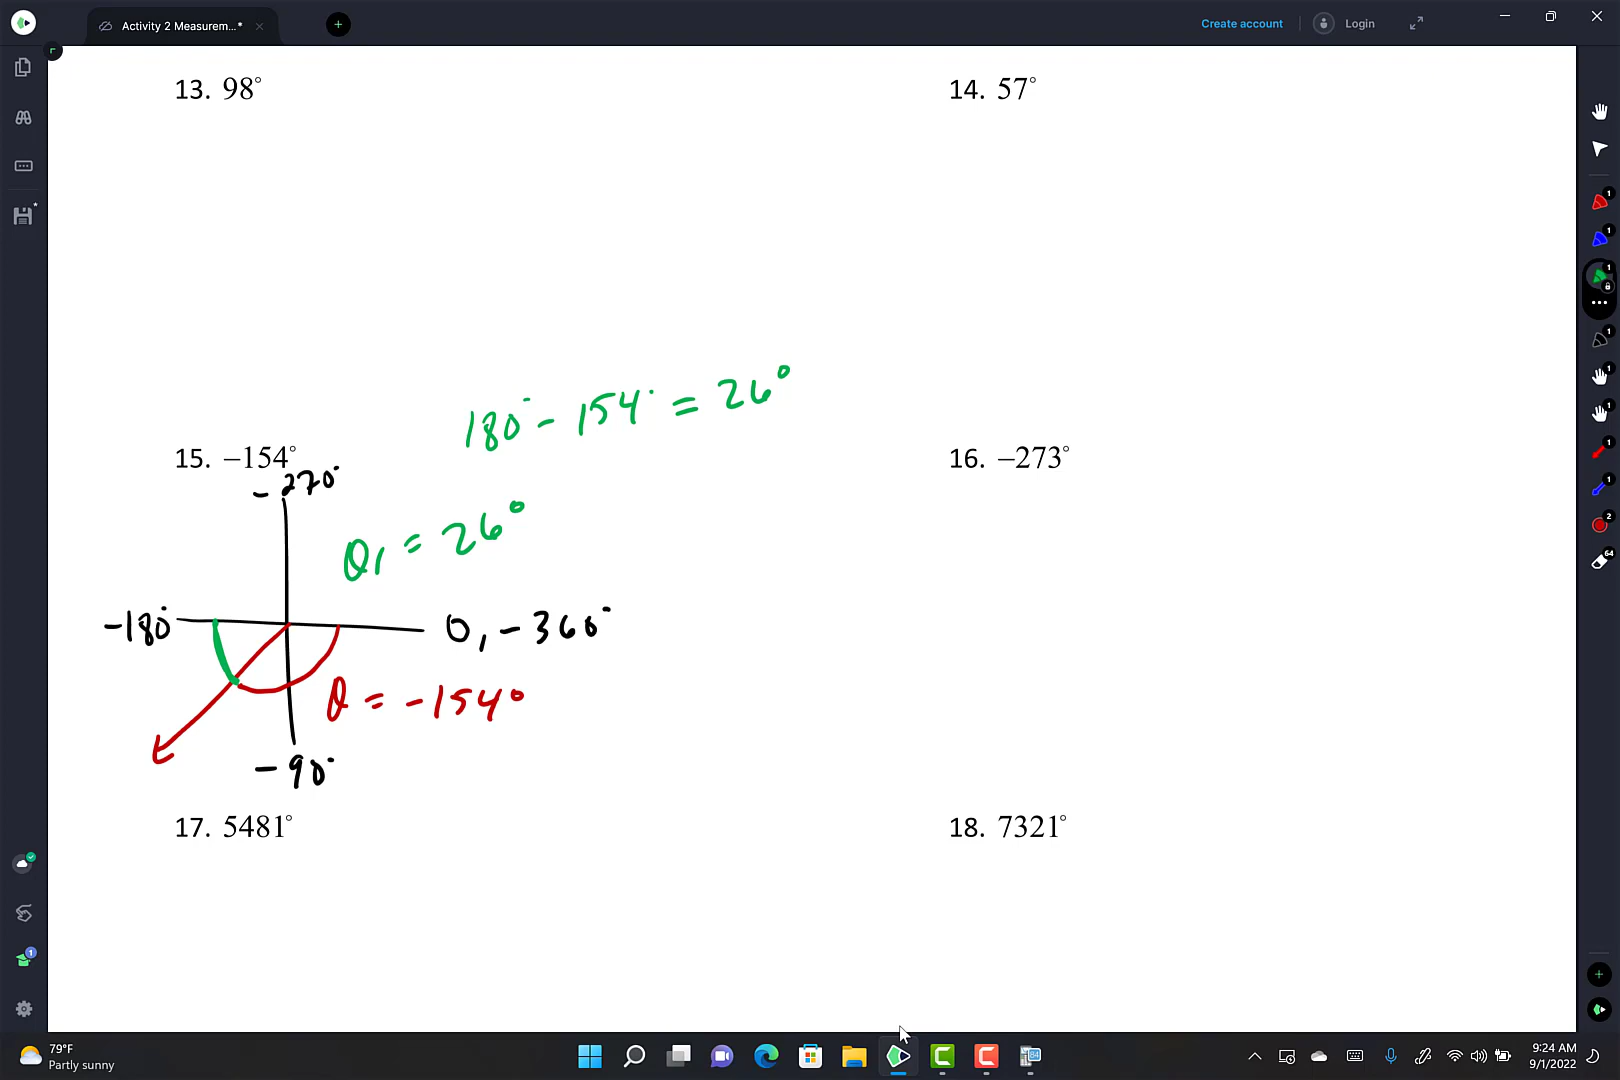 Activity 2 Measurem...*
Create account
Login
13. 98°
14. 57°
180° - 154° = 26°
15. −154°
16. −273°
-270°
θ, = 26°
-180°
0, -360°
θ = -154°
-90°
17. 5481°
18. 7321°
79°F
Partly sunny
9:24 AM
9/1/2022